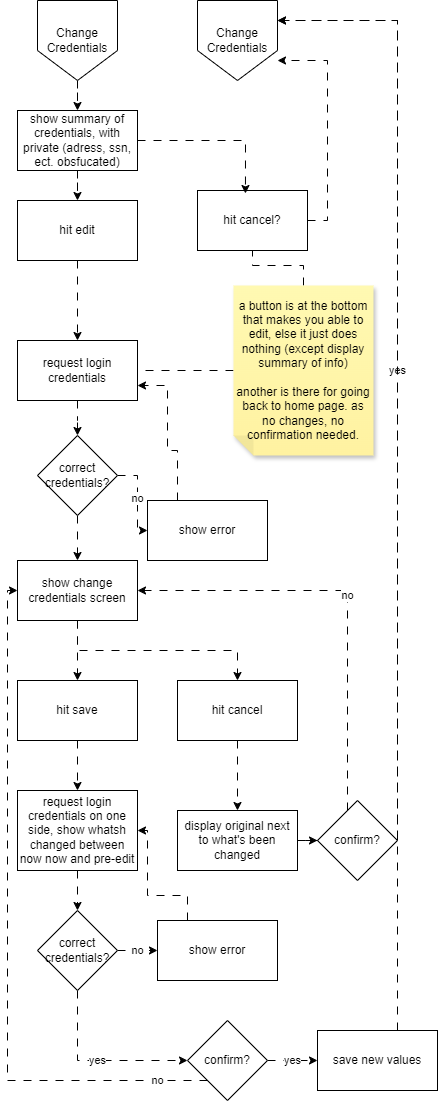 Change
Credentials
Change
Credentials
show summary of
credentials, with
private (adress, ssn,
ect. obsfucated)
hit cancel?
hit edit
a button is at the bottom
that makes you able to
edit, else it just does
nothing (except display
summary of info)
another is there for going
back to home page. as
no changes, no
confirmation needed.
request login
credentials
yes
correct
credentials?
no
show error
show change
credentials screen
no
hit save
hit cancel
request login
credentials on one
side, show whatsh
changed between
now now and pre-edit
display original next
to what's been
changed
confirm?
correct
credentials?
no
show error
yes
confirm?
yes
save new values
no